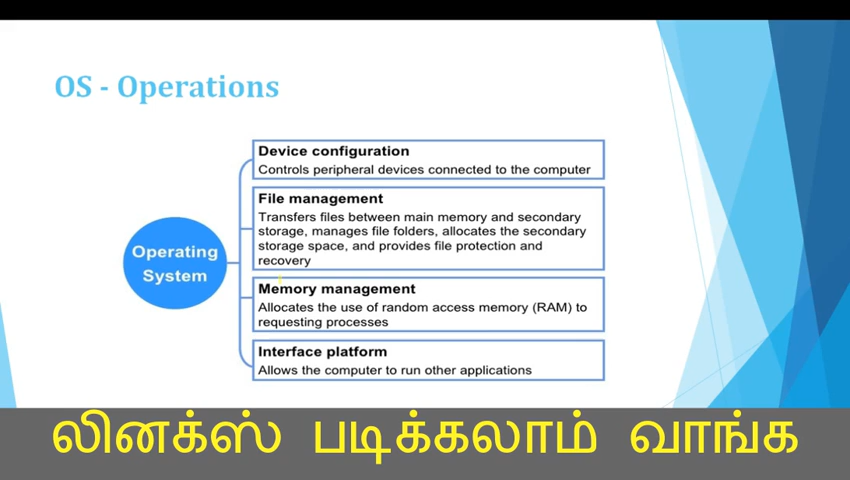 OS - Operations
Device configuration
Controls peripheral devices connected to the computer
File management
Transfers files between main memory and secondary
storage, manages file folders, allocates the secondary
storage space, and provides file protection and
recovery
Operating
System
Memory management
Allocates the use of random access memory (RAM) to
requesting processes
Interface platform
Allows the computer to run other applications
லினக்ஸ் படிக்கலாம் வாங்க